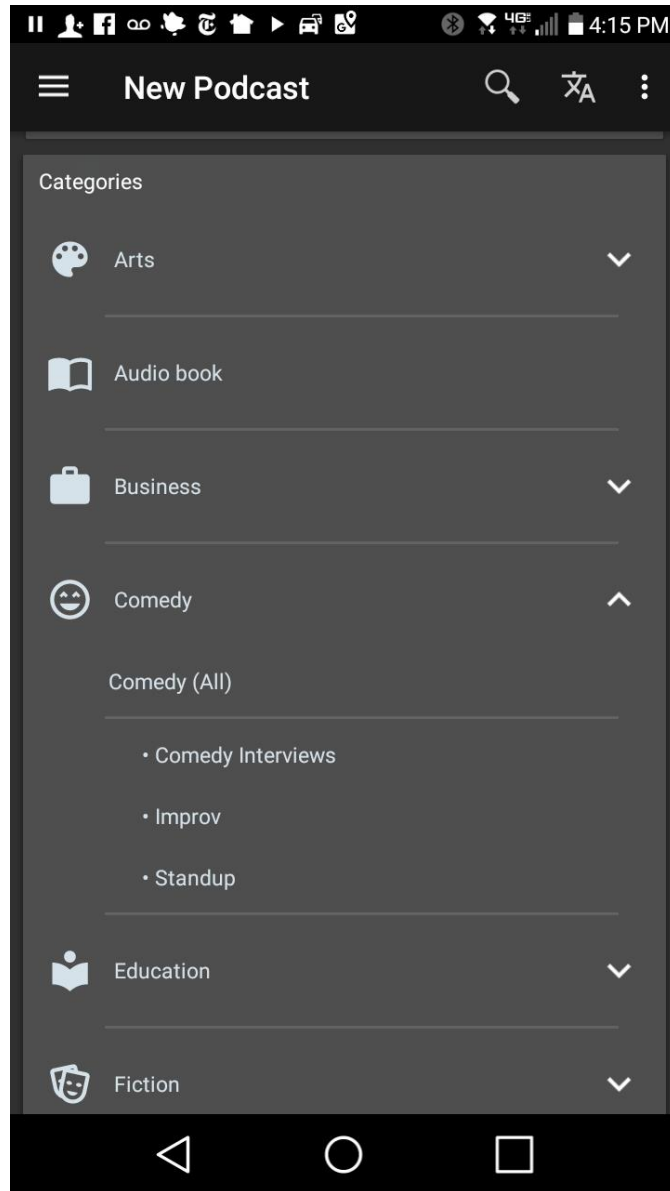 4G 4:15 PM
New Podcast
Categories
Arts
Audio book
Business
Comedy
Comedy (All)
• Comedy Interviews
• Improv
• Standup
Education
Fiction